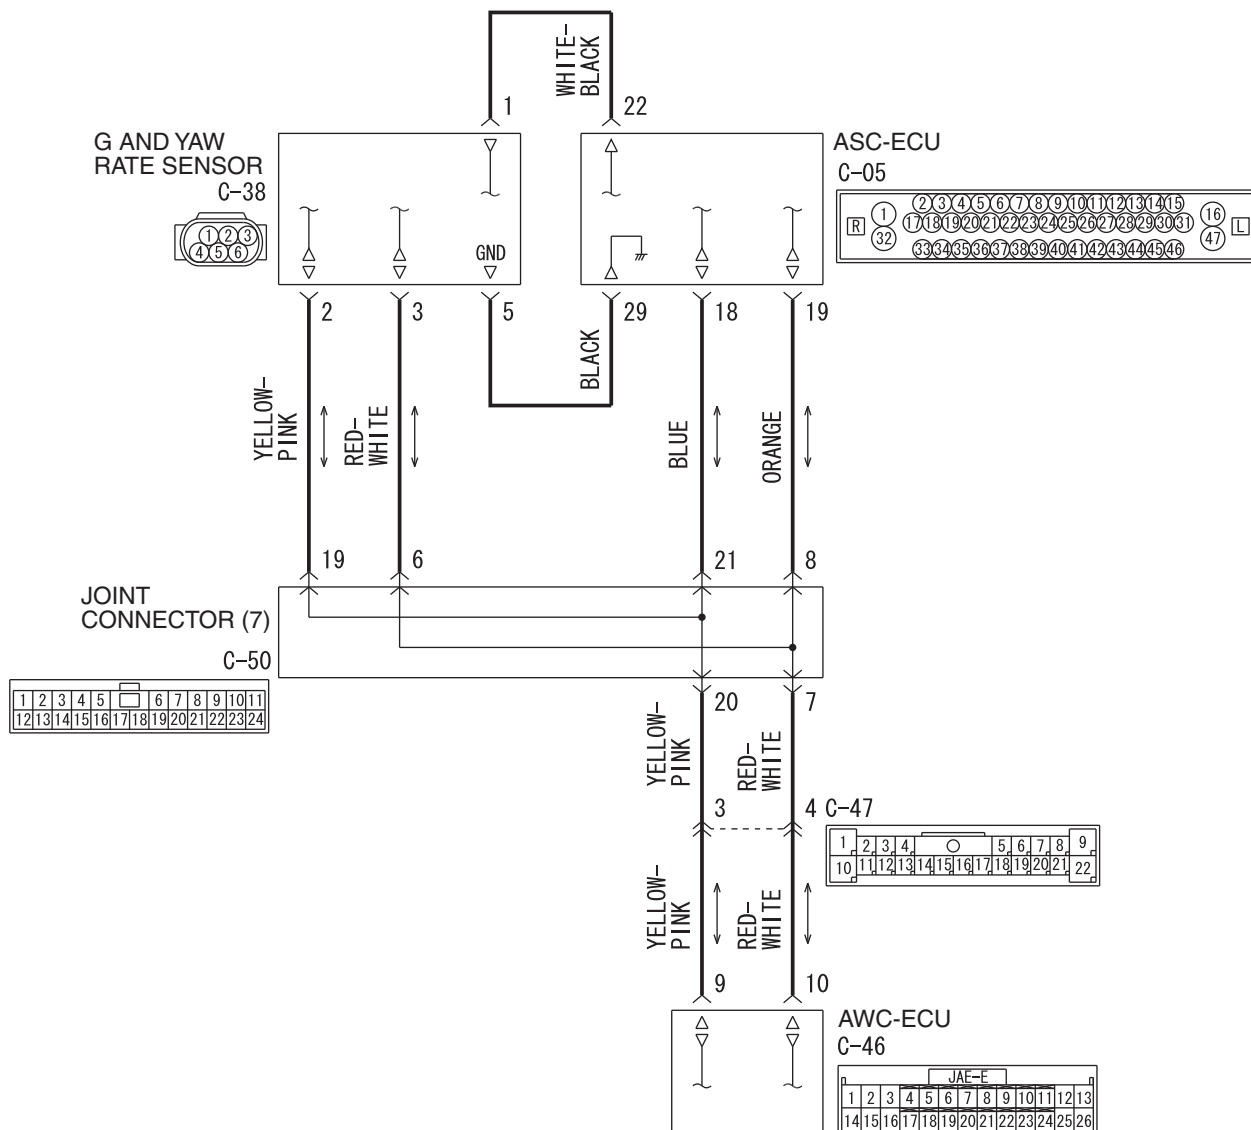 WHITE-
BLACK
1
22
G AND YAW
RATE SENSOR
C-38
1 2 3
4 5 6
GND
ASC-ECU
C-05
R
1
32
2 3 4 5 6 7 8 9 10 11 12 13 14 15
17 18 19 20 21 22 23 24 25 26 27 28 29 30 31
33 34 35 36 37 38 39 40 41 42 43 44 45 46
16
47
L
2
3
5
29
18
19
YELLOW-
PINK
RED-
WHITE
BLACK
BLUE
ORANGE
19
6
21
8
JOINT
CONNECTOR (7)
C-50
1 2 3 4 5 6 7 8 9 10 11
12 13 14 15 16 17 18 19 20 21 22 23 24
20
7
YELLOW-
PINK
RED-
WHITE
3
4
C-47
1 2 3 4 5 6 7 8 9
10 11 12 13 14 15 16 17 18 19 20 21 22
YELLOW-
PINK
RED-
WHITE
9
10
AWC-ECU
C-46
JAE-E
1 2 3 4 5 6 7 8 9 10 11 12 13
14 15 16 17 18 19 20 21 22 23 24 25 26